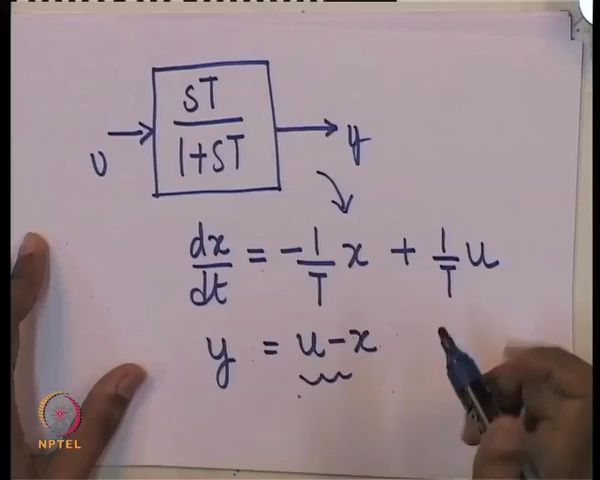 sT
1+sT
u
y
dx/dt = -1/T x + 1/T u
y = u-x
NPTEL